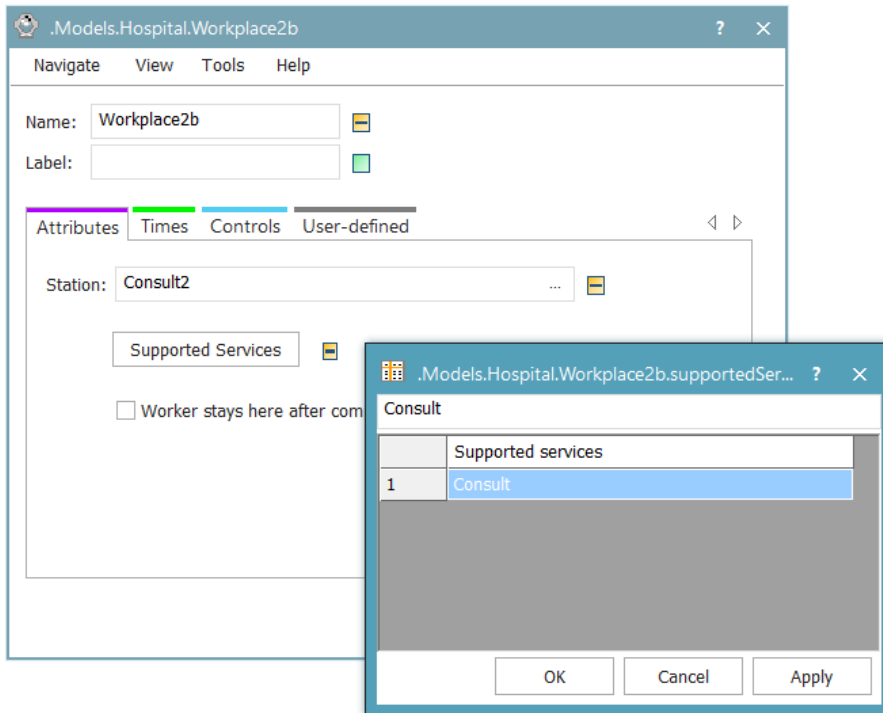 .Models.Hospital.Workplace2b ?
Navigate View Tools Help
Name: Workplace2b
Label:
Attributes Times Controls User-defined
Station: Consult2 ...
Supported Services
Worker stays here after com
.Models.Hospital.Workplace2b.supportedSer... ?
Consult
Supported services
1 Consult
OK Cancel Apply